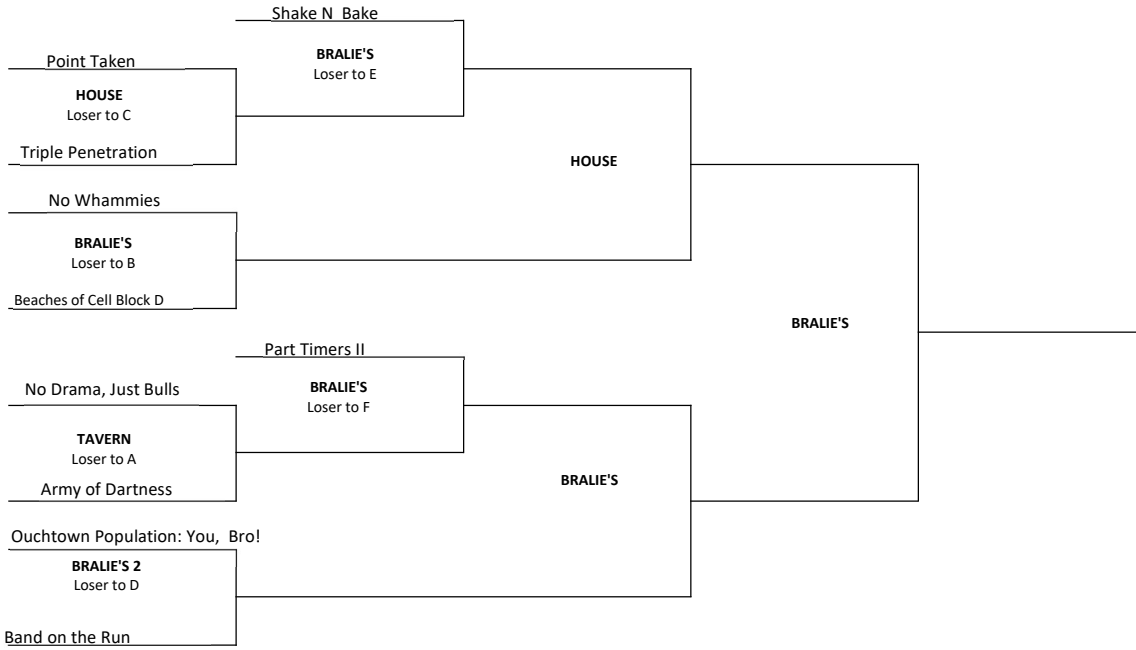 Shake N  Bake
BRALIE'S
Loser to E
Point Taken
HOUSE
Loser to C
Triple Penetration
HOUSE
No Whammies
BRALIE'S
Loser to B
Beaches of Cell Block D
BRALIE'S
Part Timers II
BRALIE'S
Loser to F
No Drama, Just Bulls
TAVERN
Loser to A
BRALIE'S
Army of Dartness
Ouchtown Population: You,  Bro!
BRALIE'S 2
Loser to D
Band on the Run